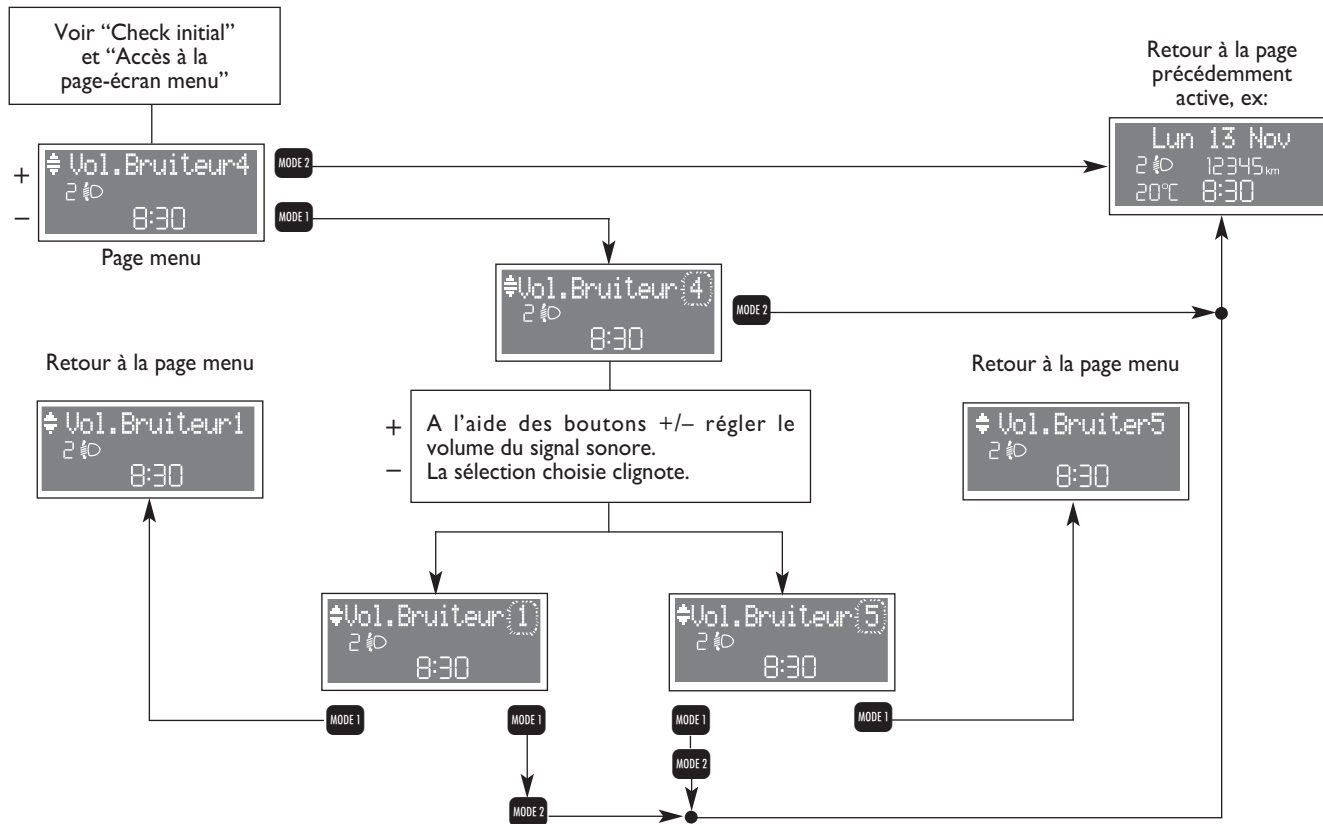 Voir “Check initial”
et “Accès à la
page-écran menu”
Retour à la page
précédemment
active, ex:
Lun 13 Nov
2 12345 km
20°C 8:30
+
Vol.Bruiteur4
2
– 8:30
MODE 2
MODE 1
Page menu
Vol.Bruiteur 4
2
8:30
MODE 2
Retour à la page menu
Vol.Bruiteur1
2
8:30
+
–
A l’aide des boutons +/– régler le
volume du signal sonore.
La sélection choisie clignote.
Retour à la page menu
Vol.Bruiter5
2
8:30
Vol.Bruiteur 1
2
8:30
Vol.Bruiteur 5
2
8:30
MODE 1
MODE 1
MODE 1
MODE 1
MODE 2
MODE 2